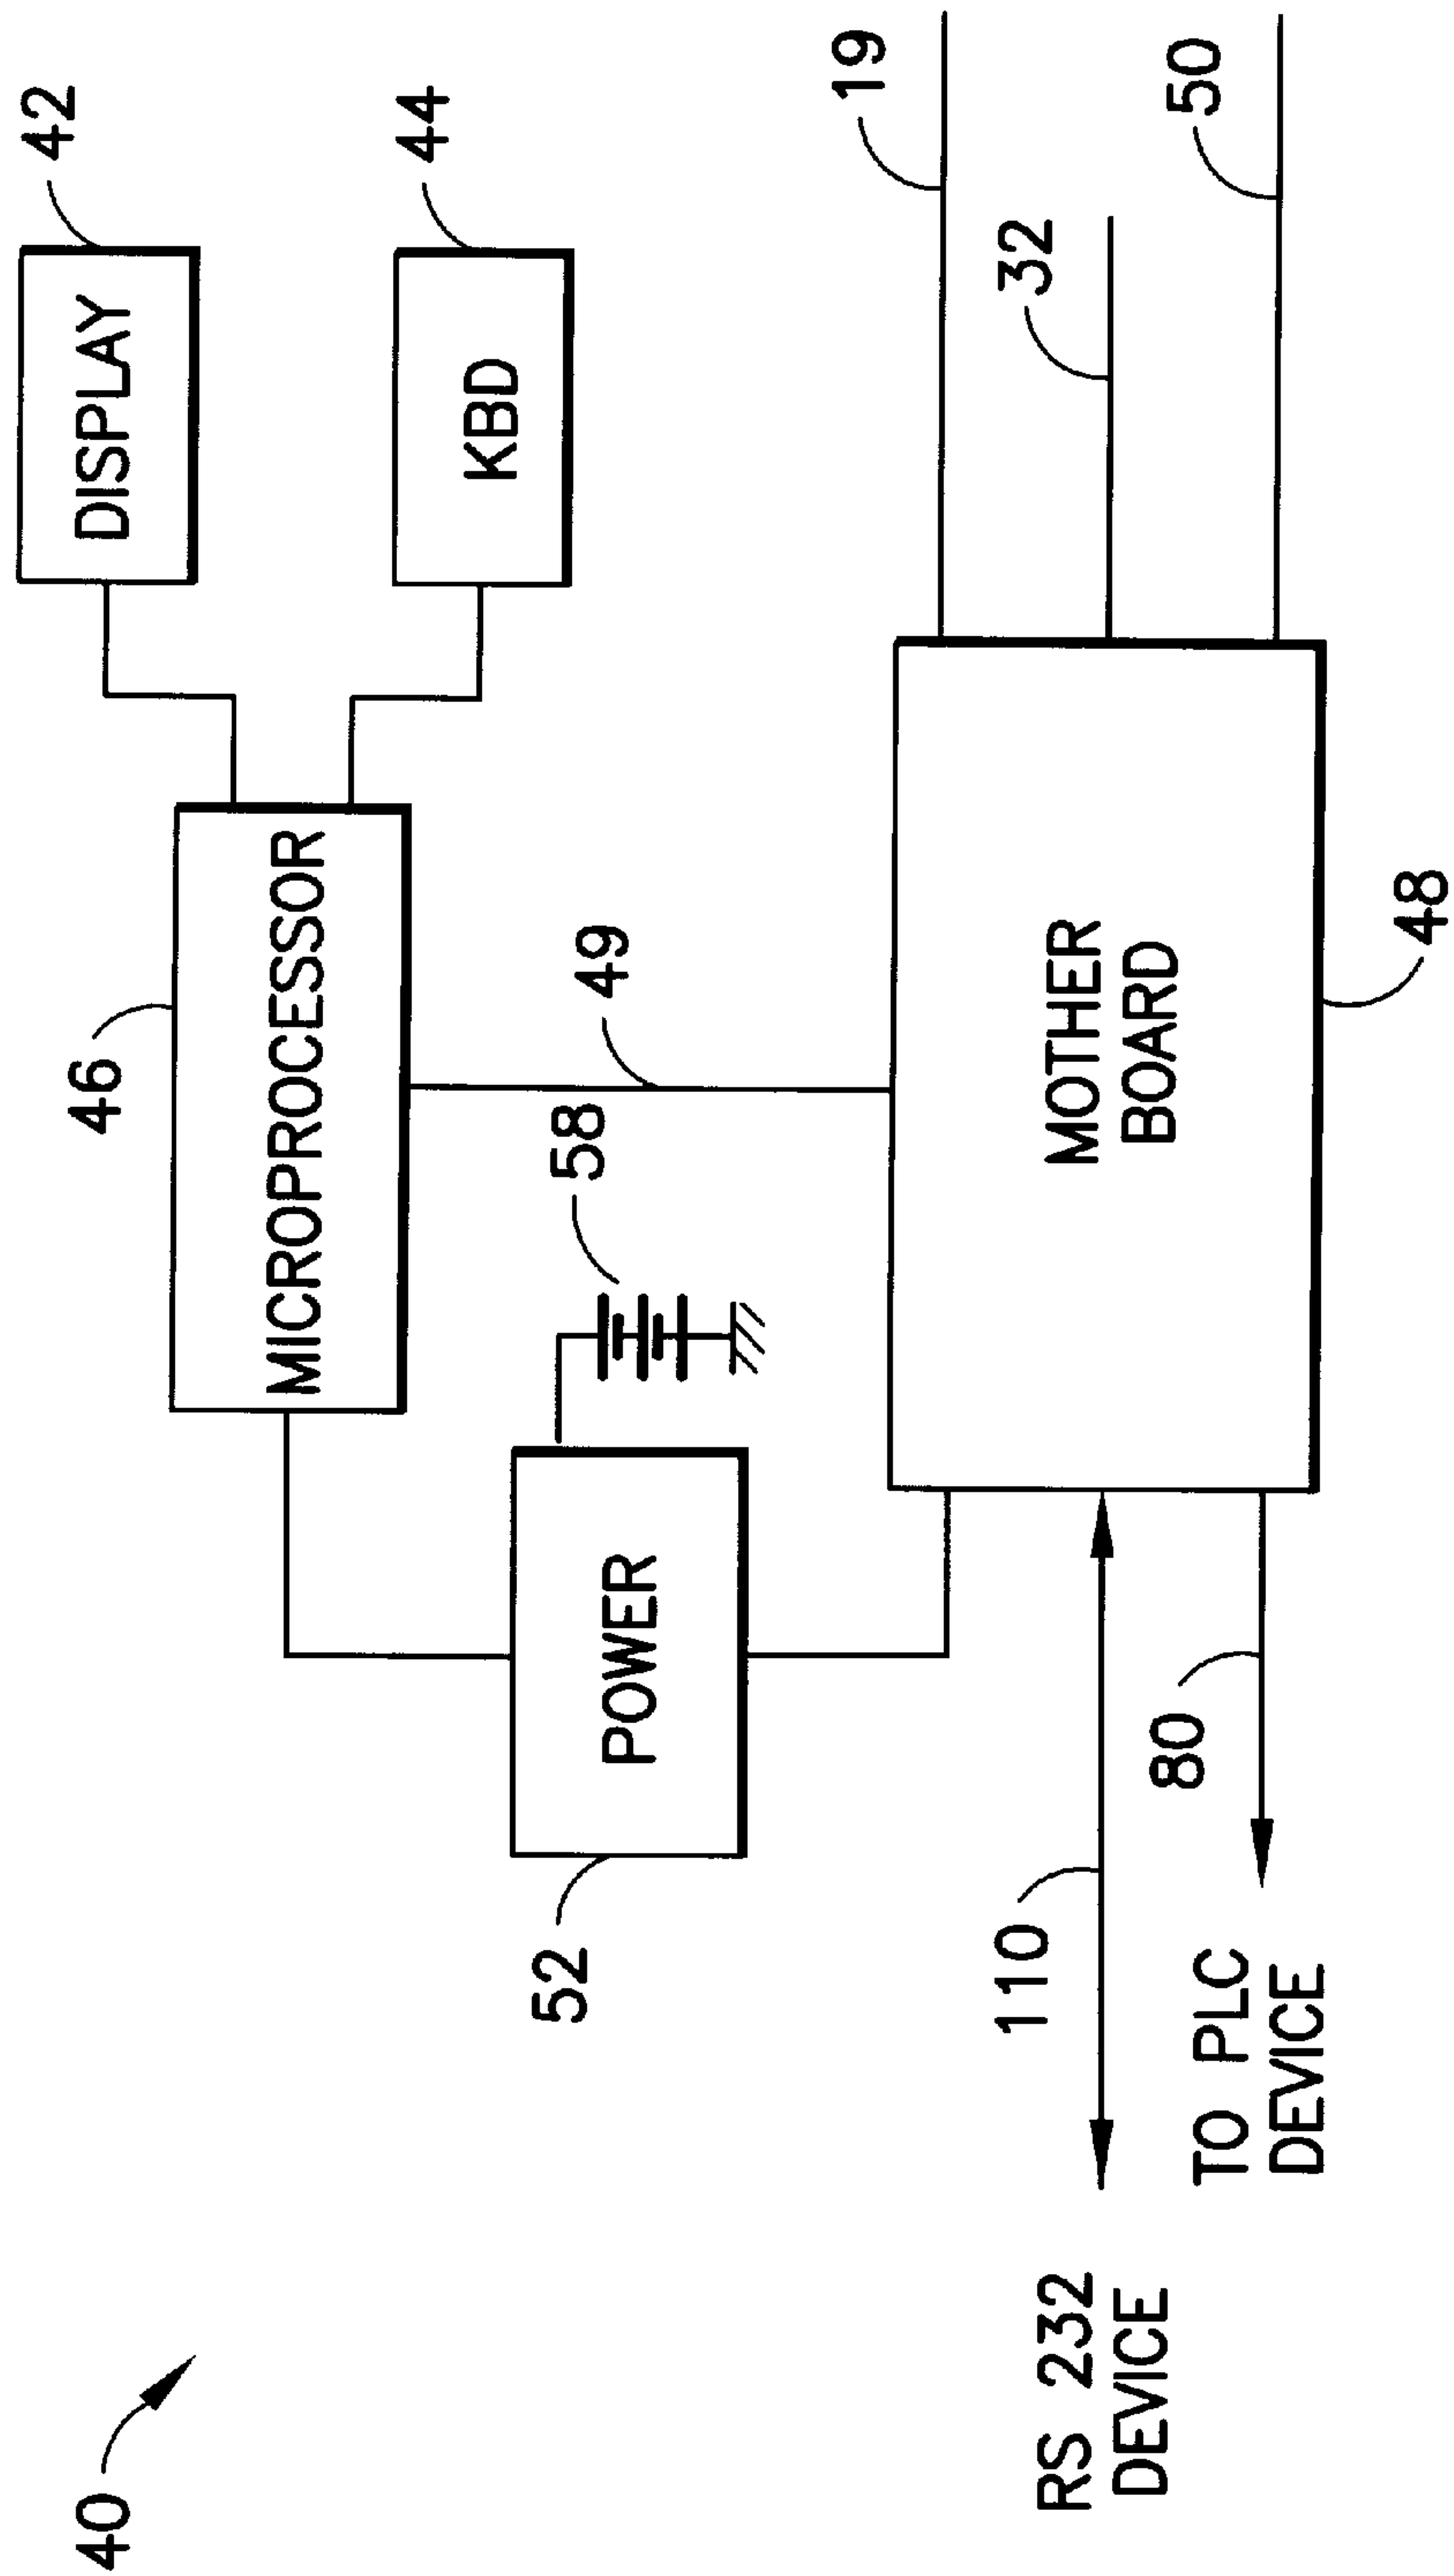 40
46
42
DISPLAY
MICROPROCESSOR
44
KBD
52
POWER
58
49
19
110
32
RS 232
DEVICE
MOTHER
BOARD
80
50
TO PLC
DEVICE
48